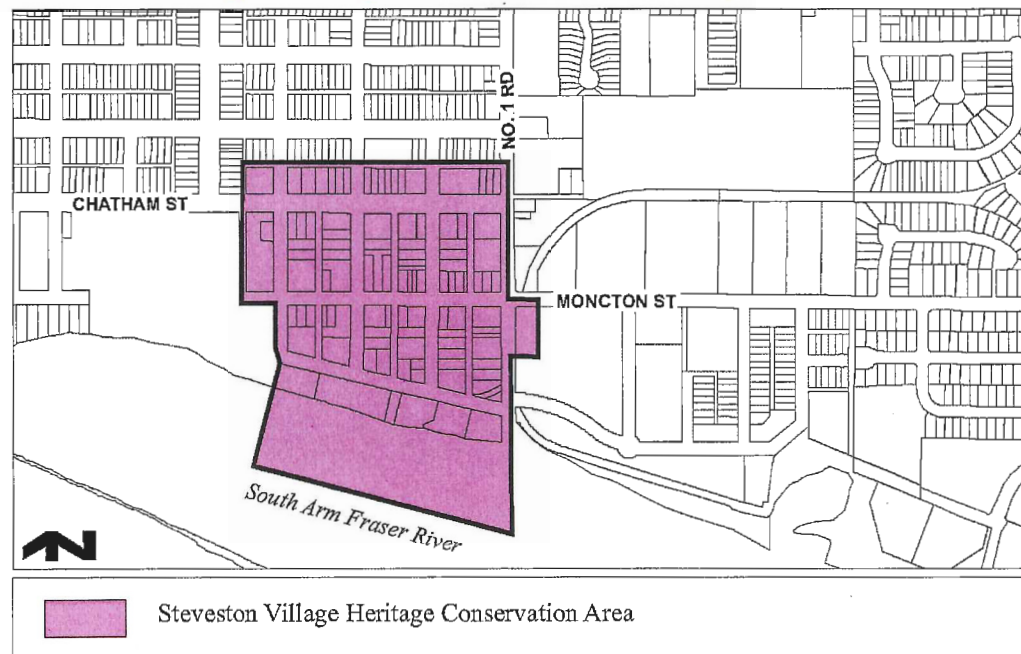 NO. 1 RD
CHATHAM ST
MONCTON ST
South Arm Fraser River
N
Steveston Village Heritage Conservation Area